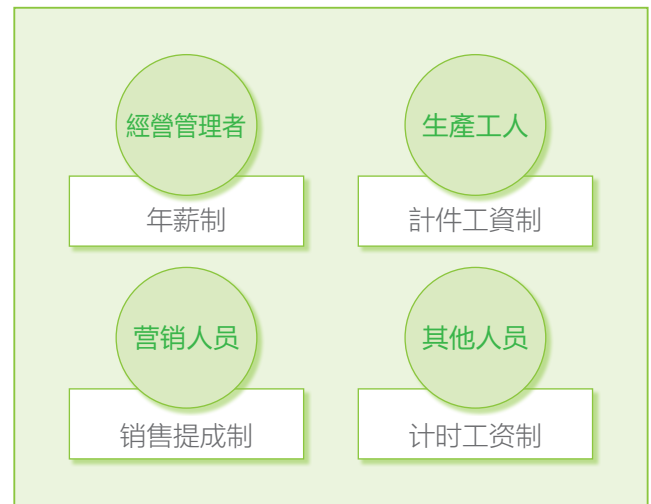 經營管理者
生產工人
年薪制
計件工資制
营销人员
其他人员
销售提成制
计时工资制